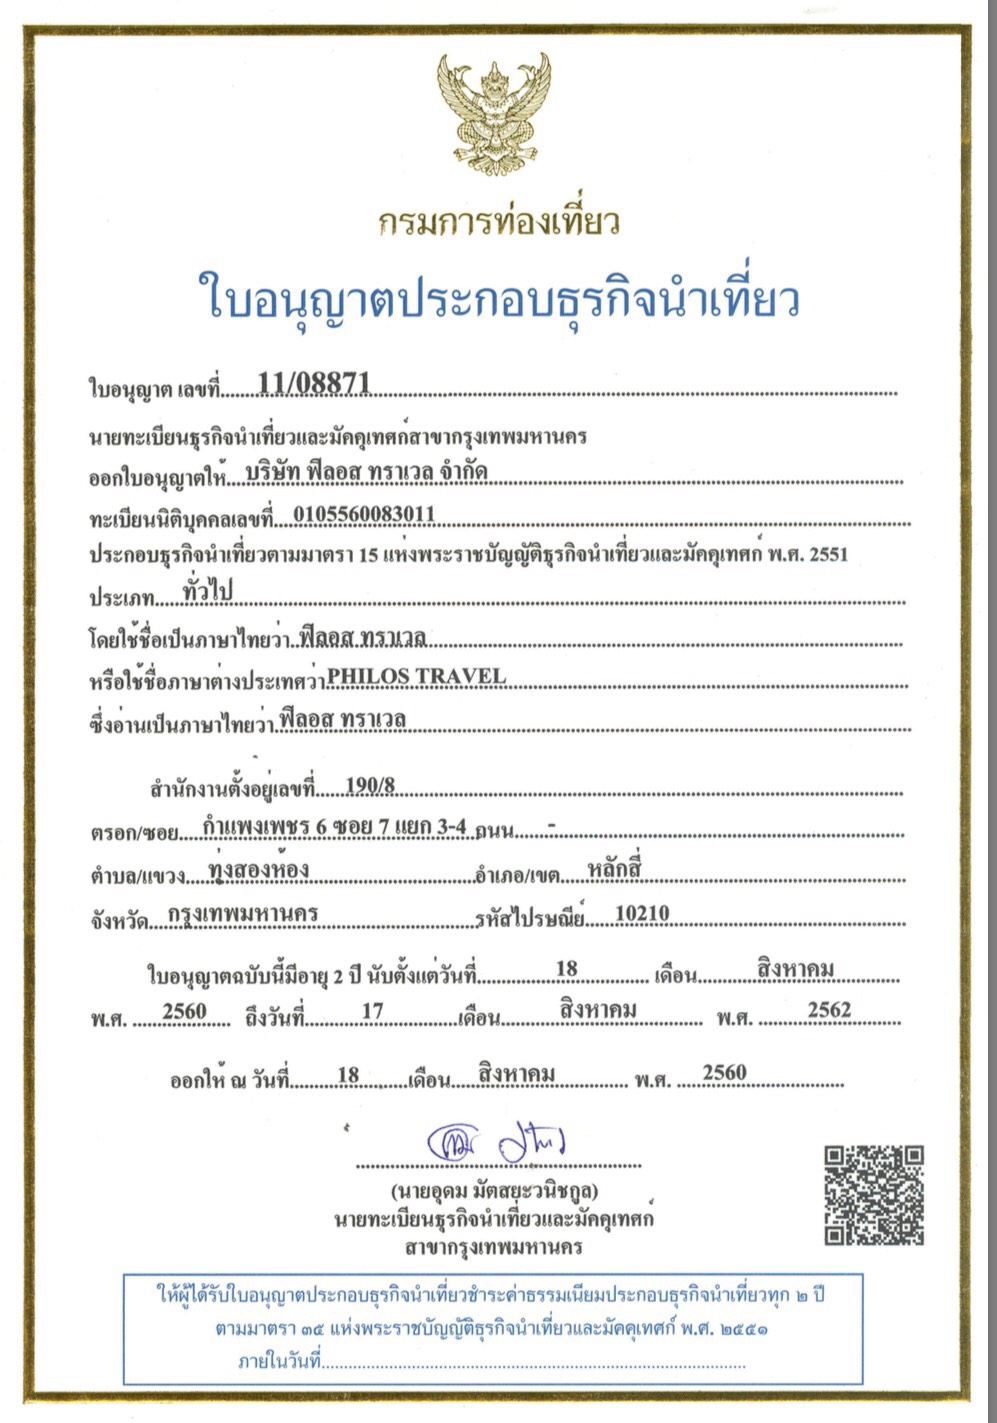 กรมการท่องเที่ยว
ใบอนุญาตประกอบธุรกิจนำเที่ยว
ใบอนุญาต เลขที่ 11/08871
นายทะเบียนธุรกิจนำเที่ยวและมัคคุเทศก์สาขากรุงเทพมหานคร
ออกใบอนุญาตให้ บริษัท ฟีลอส ทราเวล จำกัด
ทะเบียนนิติบุคคลเลขที่ 0105560083011
ประกอบธุรกิจนำเที่ยวตามมาตรา 15 แห่งพระราชบัญญัติธุรกิจนำเที่ยวและมัคคุเทศก์ พ.ศ. 2551
ประเภท ทั่วไป
โดยใช้ชื่อเป็นภาษาไทยว่า ฟีลอส ทราเวล
หรือใช้ชื่อภาษาต่างประเทศว่า PHILOS TRAVEL
ซึ่งอ่านเป็นภาษาไทยว่า ฟีลอส ทราเวล
สำนักงานตั้งอยู่เลขที่ 190/8
ตรอก/ซอย กำแพงเพชร 6 ซอย 7 แยก 3-4 ถนน -
ตำบล/แขวง ทุ่งสองห้อง อำเภอ/เขต หลักสี่
จังหวัด กรุงเทพมหานคร รหัสไปรษณีย์ 10210
ใบอนุญาตฉบับนี้มีอายุ 2 ปี นับตั้งแต่วันที่ 18 เดือน สิงหาคม
พ.ศ. 2560 ถึงวันที่ 17 เดือน สิงหาคม พ.ศ. 2562
ออกให้ ณ วันที่ 18 เดือน สิงหาคม พ.ศ. 2560
(นายอุดม มัตสยะวนิชกูล)
นายทะเบียนธุรกิจนำเที่ยวและมัคคุเทศก์
สาขากรุงเทพมหานคร
ให้ผู้ได้รับใบอนุญาตประกอบธุรกิจนำเที่ยวชำระค่าธรรมเนียมประกอบธุรกิจนำเที่ยวทุก ๒ ปี
ตามมาตรา ๓๕ แห่งพระราชบัญญัติธุรกิจนำเที่ยวและมัคคุเทศก์ พ.ศ. ๒๕๕๑
ภายในวันที่